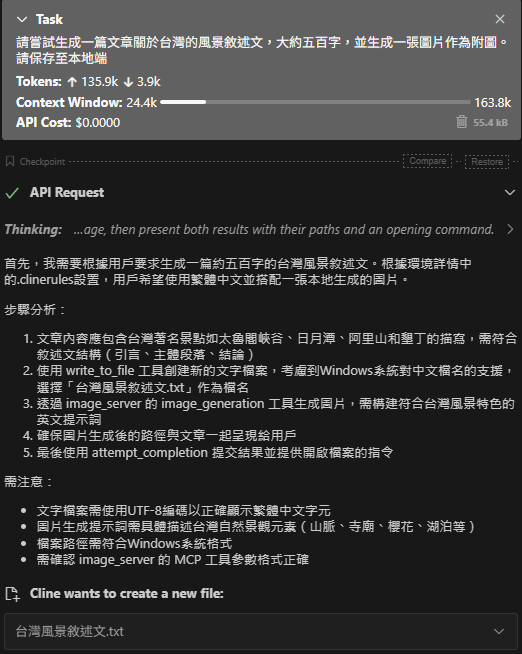 Task
請嘗試生成一篇文章關於台灣的風景敘述文，大約五百字，並生成一張圖片作為附圖。
請保存至本地端
Tokens: ↑ 135.9k ↓ 3.9k
Context Window: 24.4k 163.8k
API Cost: $0.0000 55.4 kB
Checkpoint Compare Restore
API Request
Thinking: ...age, then present both results with their paths and an opening command.
首先，我需要根據用戶要求生成一篇約五百字的台灣風景敘述文。根據環境詳情中
的.clinerules設置，用戶希望使用繁體中文並搭配一張本地生成的圖片。
步驟分析：
1. 文章內容應包含台灣著名景點如太魯閣峽谷、日月潭、阿里山和墾丁的描寫，需符合
敘述文結構（引言、主體段落、結論）
2. 使用 write_to_file 工具創建新的文字檔案，考慮到Windows系統對中文檔名的支援，
選擇「台灣風景敘述文.txt」作為檔名
3. 透過 image_server 的 image_generation 工具生成圖片，需構建符合台灣風景特色的
英文提示詞
4. 確保圖片生成後的路徑與文章一起呈現給用戶
5. 最後使用 attempt_completion 提交結果並提供開啟檔案的指令
需注意：
• 文字檔案需使用UTF-8編碼以正確顯示繁體中文字元
• 圖片生成提示詞需具體描述台灣自然景觀元素（山脈、寺廟、櫻花、湖泊等）
• 檔案路徑需符合Windows系統格式
• 需確認 image_server 的 MCP 工具參數格式正確
Cline wants to create a new file:
台灣風景敘述文.txt